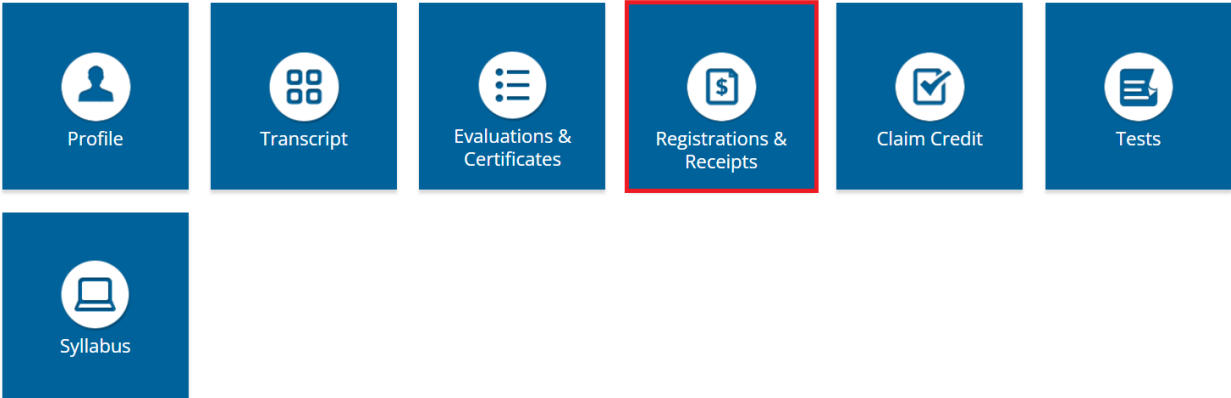 Profile
Transcript
Evaluations &
Certificates
$
Registrations &
Receipts
Claim Credit
Tests
Syllabus